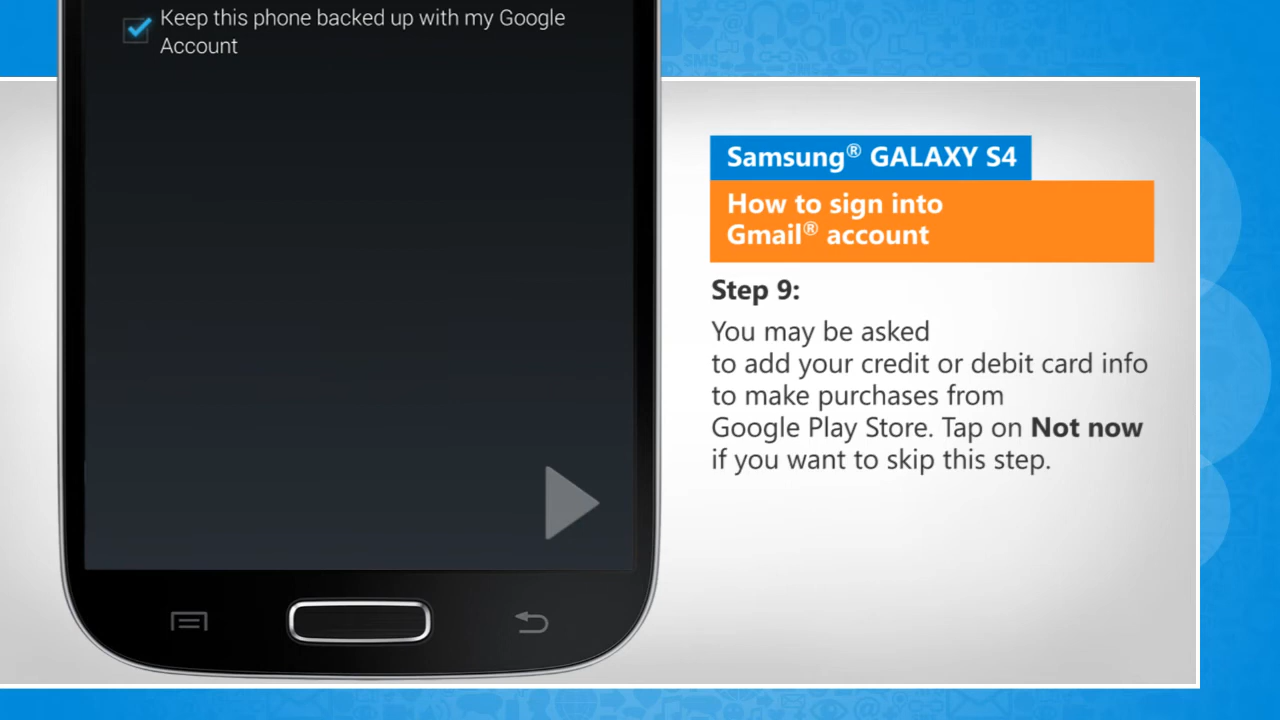 Keep this phone backed up with my Google
Account
Samsung® GALAXY S4
How to sign into
Gmail® account
Step 9:
You may be asked
to add your credit or debit card info
to make purchases from
Google Play Store. Tap on Not now
if you want to skip this step.
SMS
SMS